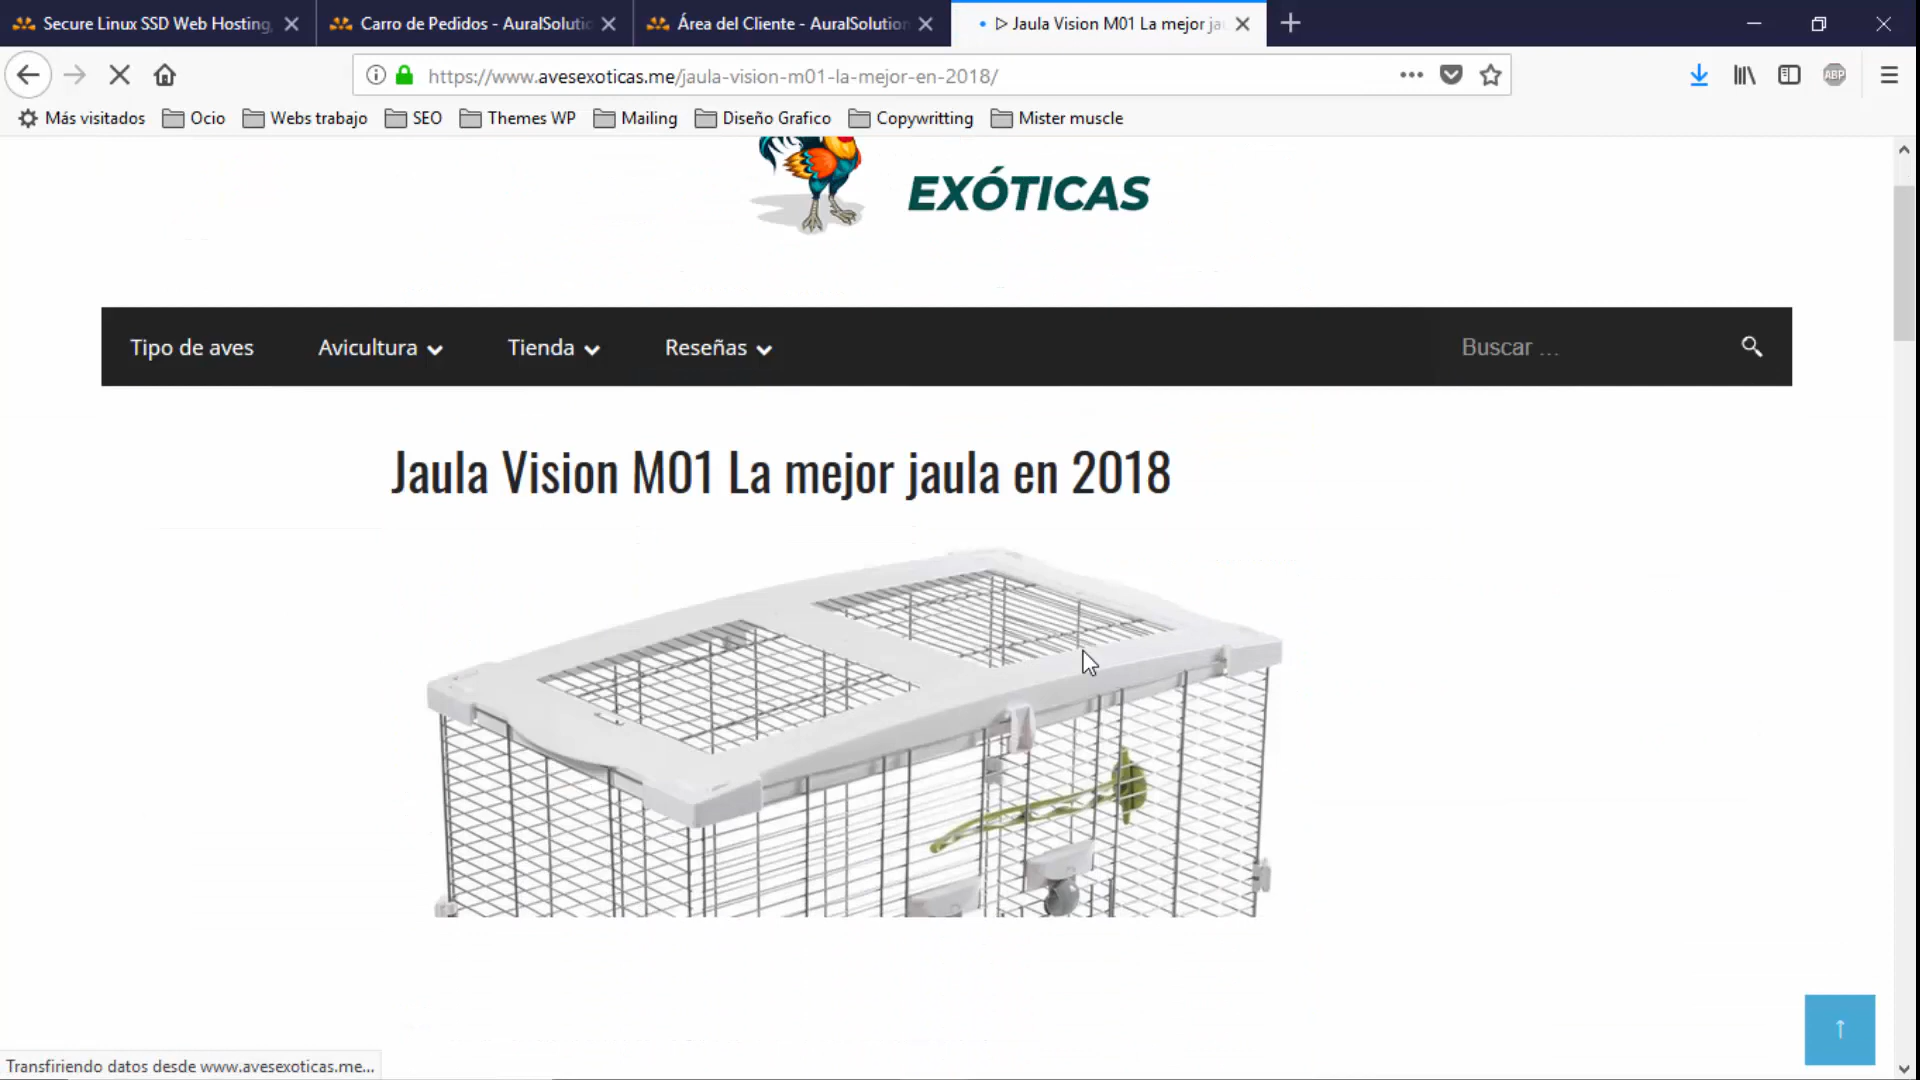 Secure Linux SSD Web Hosting,
Carro de Pedidos - AuralSolutio
Área del Cliente - AuralSolution
Jaula Vision M01 La mejor ja
https://www.avesexoticas.me/jaula-vision-m01-la-mejor-en-2018/
ABP
Más visitados
Ocio
Webs trabajo
SEO
Themes WP
Mailing
Diseño Grafico
Copywritting
Mister muscle
EXÓTICAS
Tipo de aves
Avicultura
Tienda
Reseñas
Buscar ...
Jaula Vision M01 La mejor jaula en 2018
Transfiriendo datos desde www.avesexoticas.me...